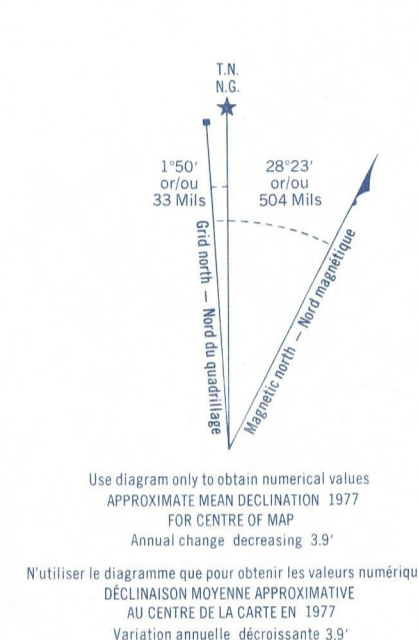 T.N.
N.G.
1°50′
or/ou
33 Mils
28°23′
or/ou
504 Mils
Grid north — Nord du quadrillage
Magnetic north — Nord magnétique
Use diagram only to obtain numerical values
APPROXIMATE MEAN DECLINATION 1977
FOR CENTRE OF MAP
Annual change decreasing 3.9′
N'utiliser le diagramme que pour obtenir les valeurs numériqu
DÉCLINAISON MOYENNE APPROXIMATIVE
AU CENTRE DE LA CARTE EN 1977
Variation annuelle décroissante 3.9′